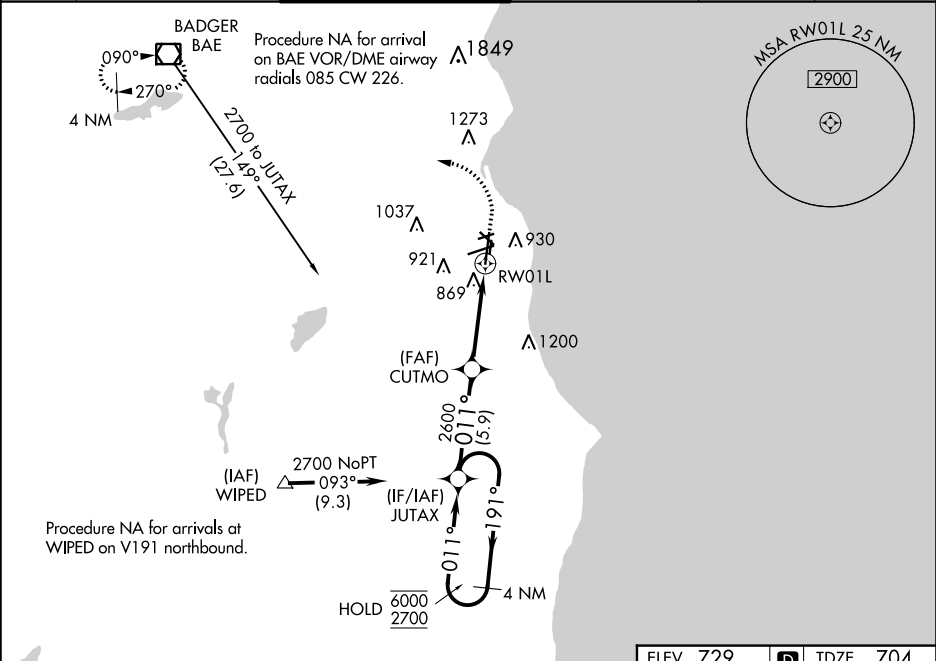 BADGER
BAE
090°
270°
4 NM
Procedure NA for arrival
on BAE VOR/DME airway
radials 085 CW 226.
1849
MSA RW01L 25 NM
2900
2700 to JUTAX
149°
(27.6)
1273
1037
930
921
RW01L
869
1200
(FAF)
CUTMO
2600
011°
(5.9)
(IAF)
WIPED
2700 NoPT
093°
(9.3)
(IF/IAF)
JUTAX
191°
011°
Procedure NA for arrivals at
WIPED on V191 northbound.
HOLD
6000
2700
4 NM
ELEV 729
D
TDZE 704